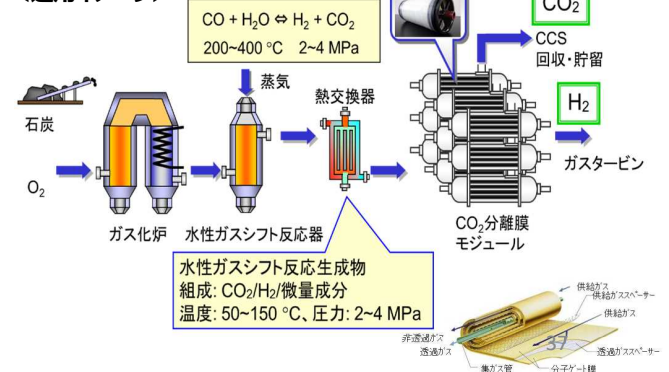 CO + H₂O ⇔ H₂ + CO₂
200~400 °C 2~4 MPa
CO₂
CCS
回収・貯留
蒸気
熱交換器
石炭
H₂
ガスタービン
O₂
ガス化炉
水性ガスシフト反応器
CO₂分離膜
モジュール
水性ガスシフト反応生成物
組成: CO₂/H₂/微量成分
温度: 50~150 °C、圧力: 2~4 MPa
供給ガス
供給ガススペーサー
供給ガス
非透過ガス
透過ガス
透過ガススペーサー
集ガス管
分子ゲート膜